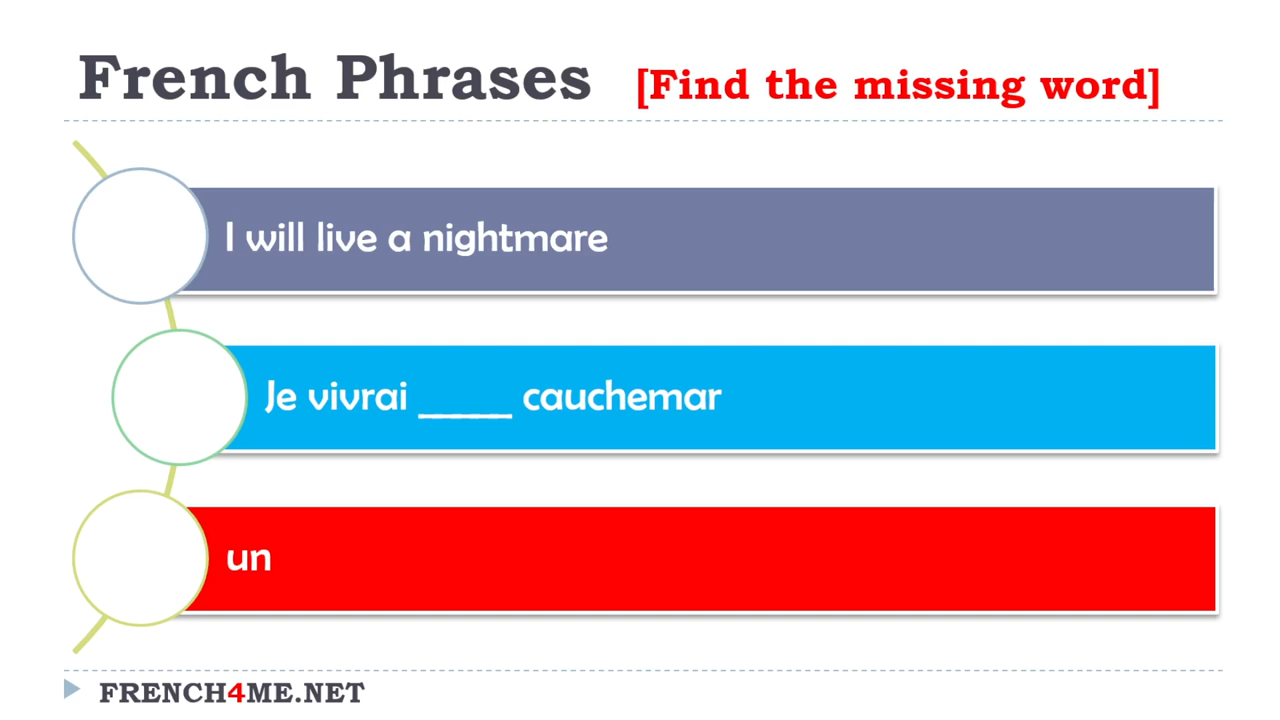 French Phrases [Find the missing word]
I will live a nightmare
Je vivrai _____ cauchemar
un
FRENCH4ME.NET